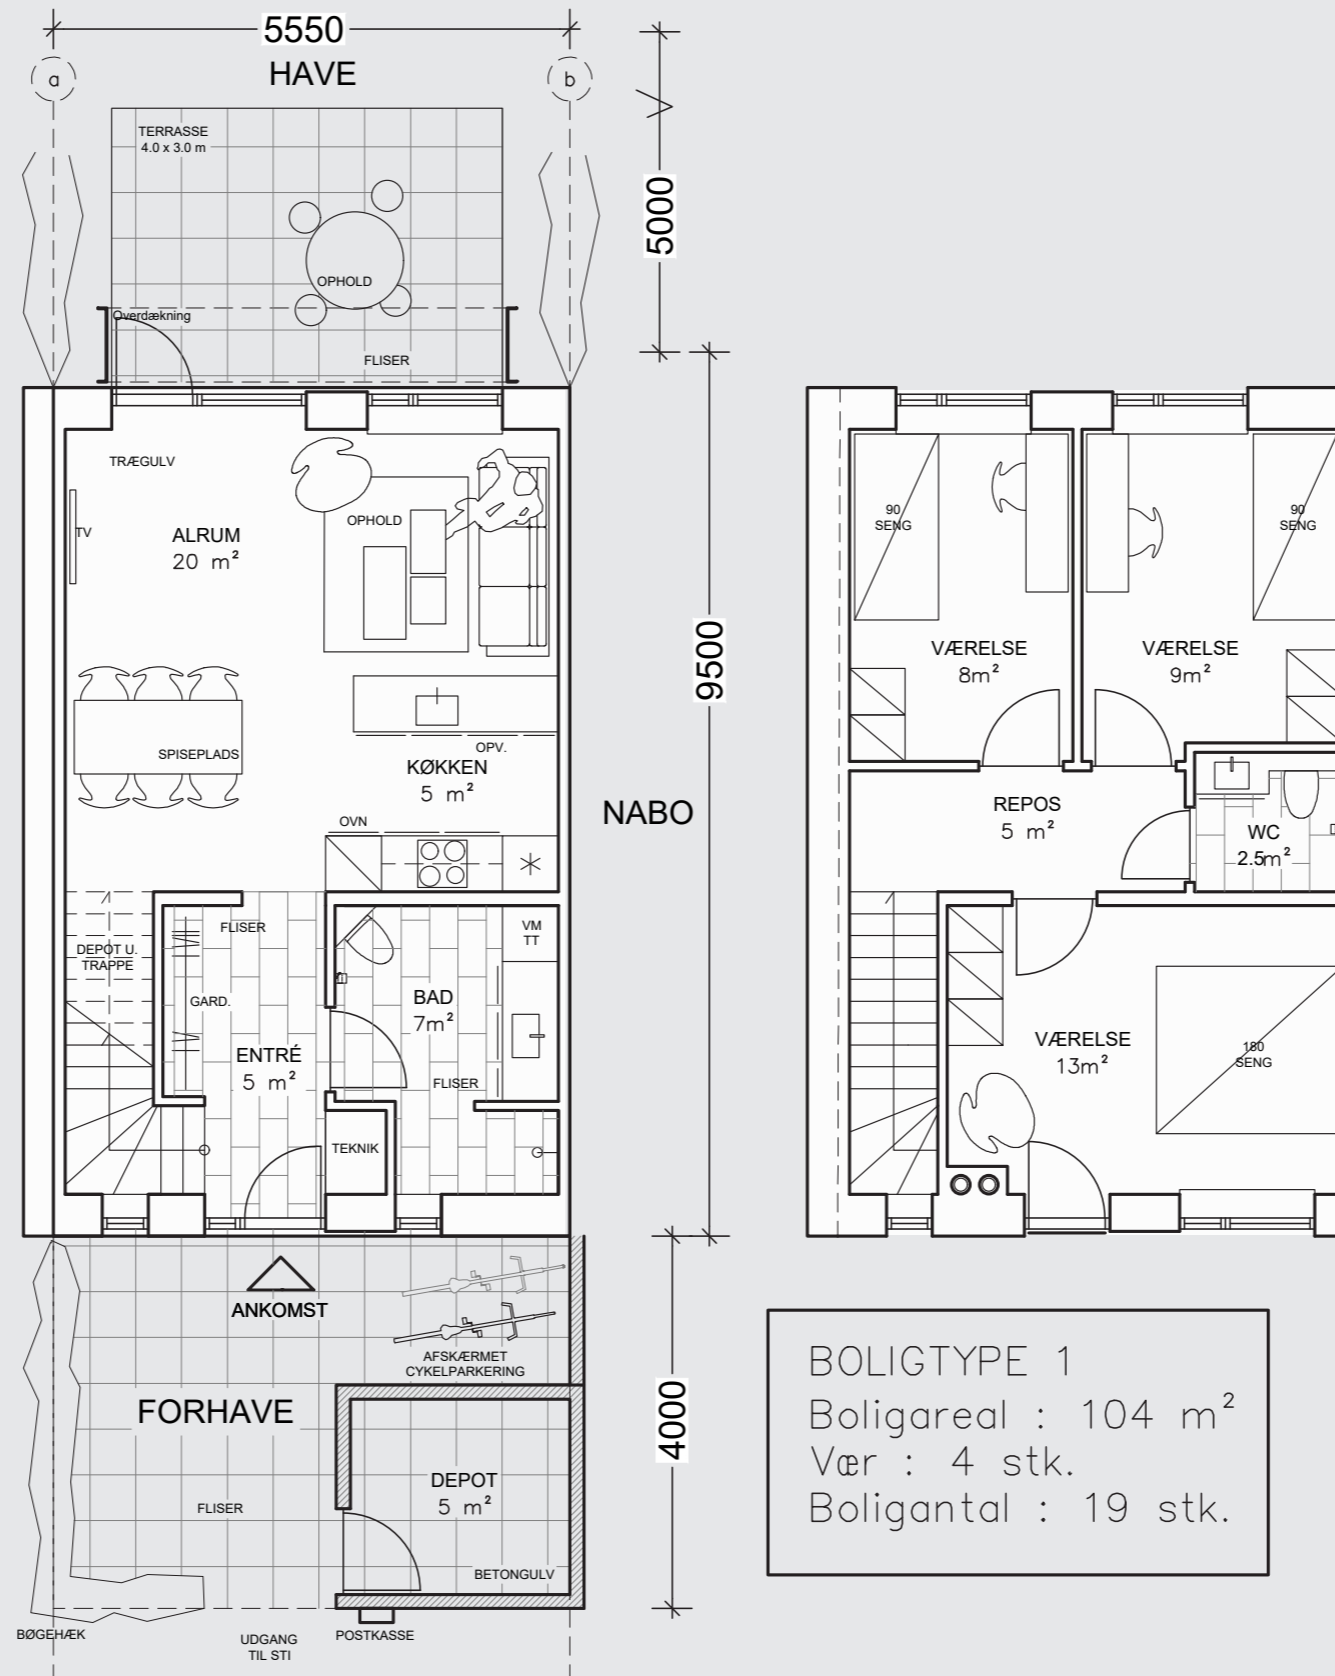 5550
HAVE
a
b
TERRASSE
4.0 x 3.0 m
5000
OPHOLD
Overdækning
FLISER
TRÆGULV
ALRUM
20 m²
TV
OPHOLD
SPISEPLADS
OPV.
KØKKEN
5 m²
OVN
NABO
9500
FLISER
DEPOT U.
TRAPPE
GARD.
VM
TT
BAD
7m²
ENTRÉ
5 m²
FLISER
TEKNIK
ANKOMST
AFSKÆRMET
CYKELPARKERING
FORHAVE
4000
DEPOT
5 m²
FLISER
BETONGULV
BØGEHÆK
UDGANG
TIL STI
POSTKASSE
90
SENG
90
SENG
VÆRELSE
8m²
VÆRELSE
9m²
REPOS
5 m²
WC
2.5m²
VÆRELSE
13m²
180
SENG
BOLIGTYPE 1
Boligareal : 104 m²
Vær : 4 stk.
Boligantal : 19 stk.